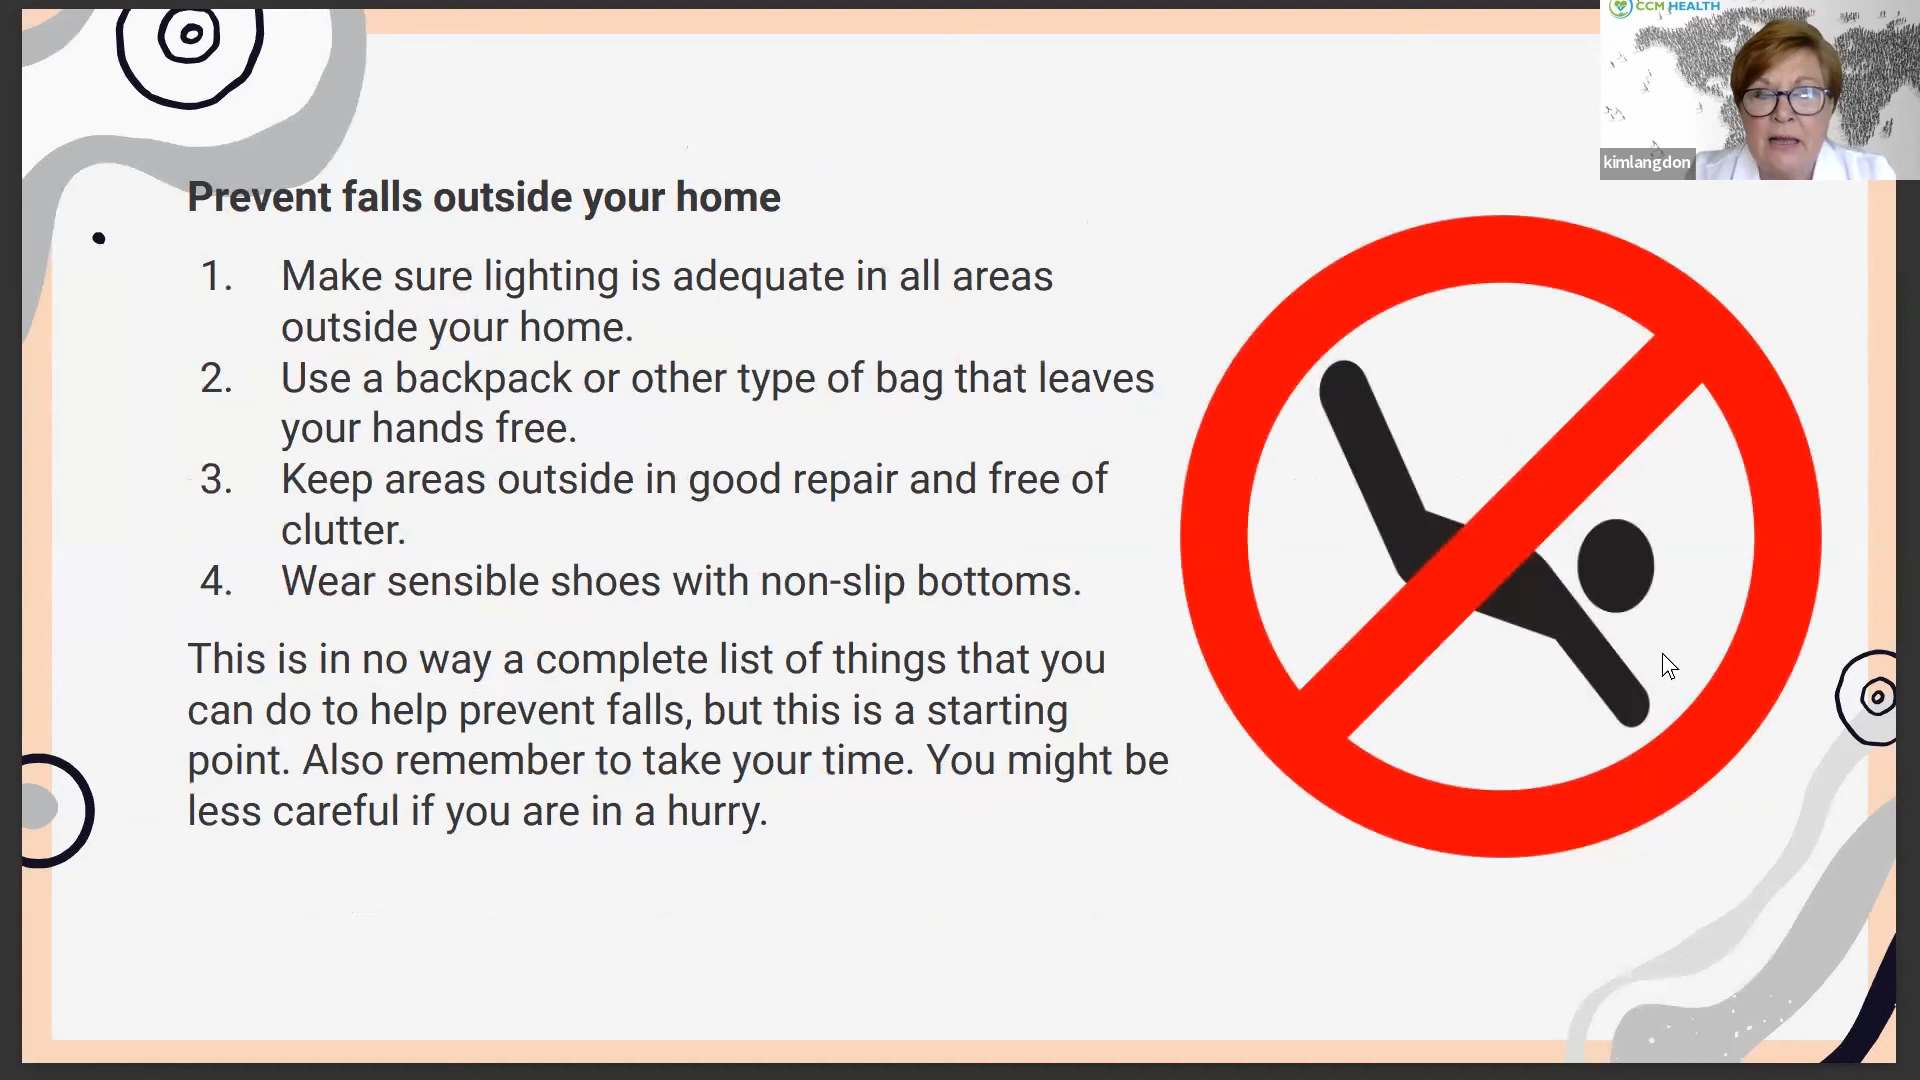 CCM HEALTH
kimlangdon
Prevent falls outside your home
1. Make sure lighting is adequate in all areas
outside your home.
2. Use a backpack or other type of bag that leaves
your hands free.
3. Keep areas outside in good repair and free of
clutter.
4. Wear sensible shoes with non-slip bottoms.
This is in no way a complete list of things that you
can do to help prevent falls, but this is a starting
point. Also remember to take your time. You might be
less careful if you are in a hurry.